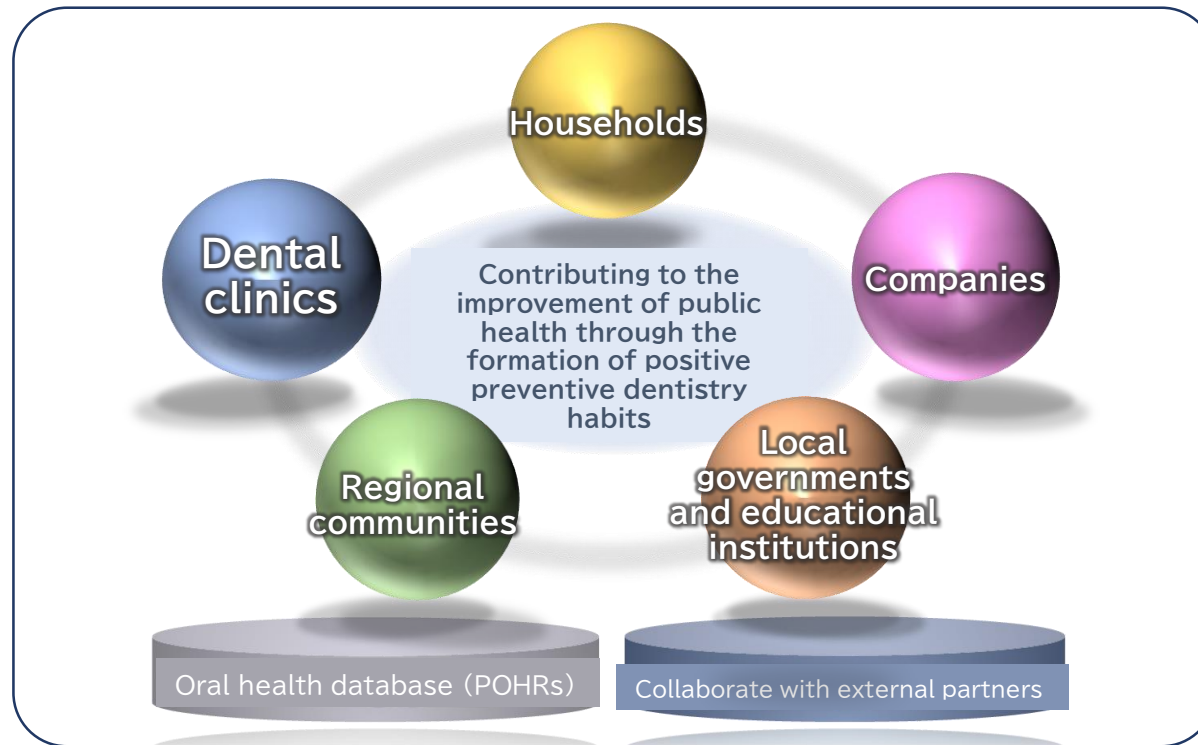 Households
Dental
clinics
Companies
Contributing to the
improvement of public
health through the
formation of positive
preventive dentistry
habits
Regional
communities
Local
governments
and educational
institutions
Oral health database (POHRs)
Collaborate with external partners